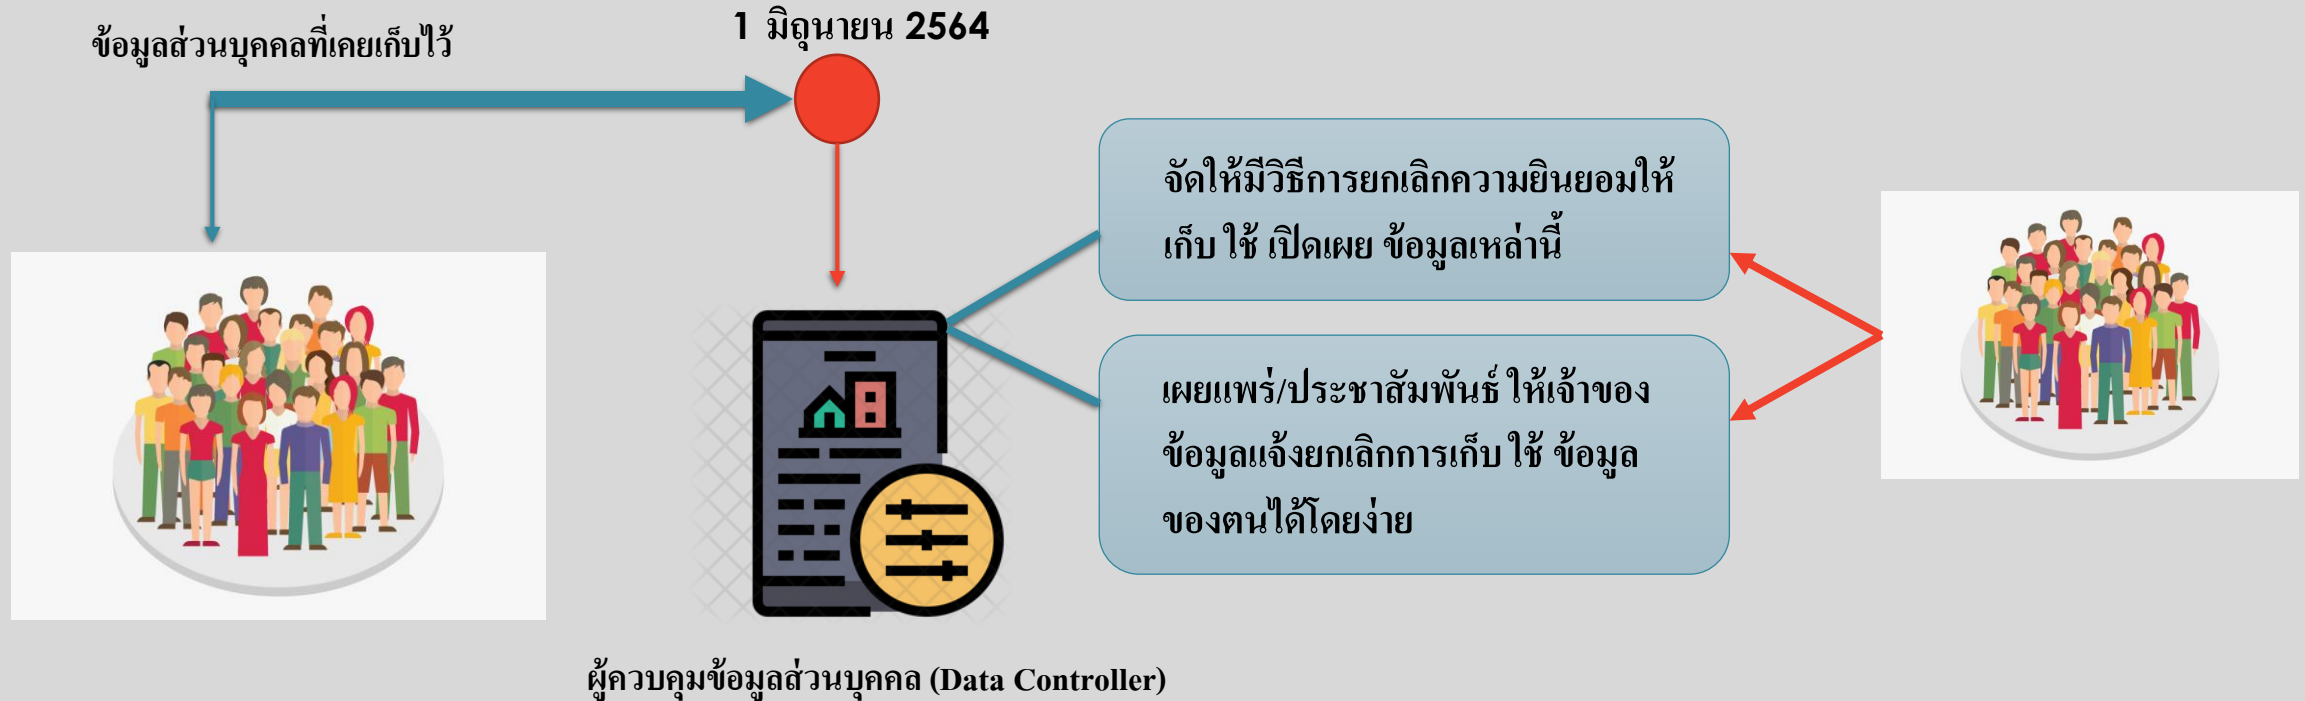 ข้อมูลส่วนบุคคลที่เคยเก็บไว้
1 มิถุนายน 2564
จัดให้มีวิธีการยกเลิกความยินยอมให้
เก็บ ใช้ เปิดเผย ข้อมูลเหล่านี้
เผยแพร่/ประชาสัมพันธ์ ให้เจ้าของ
ข้อมูลแจ้งยกเลิกการเก็บ ใช้ ข้อมูล
ของตนได้โดยง่าย
ผู้ควบคุมข้อมูลส่วนบุคคล (Data Controller)